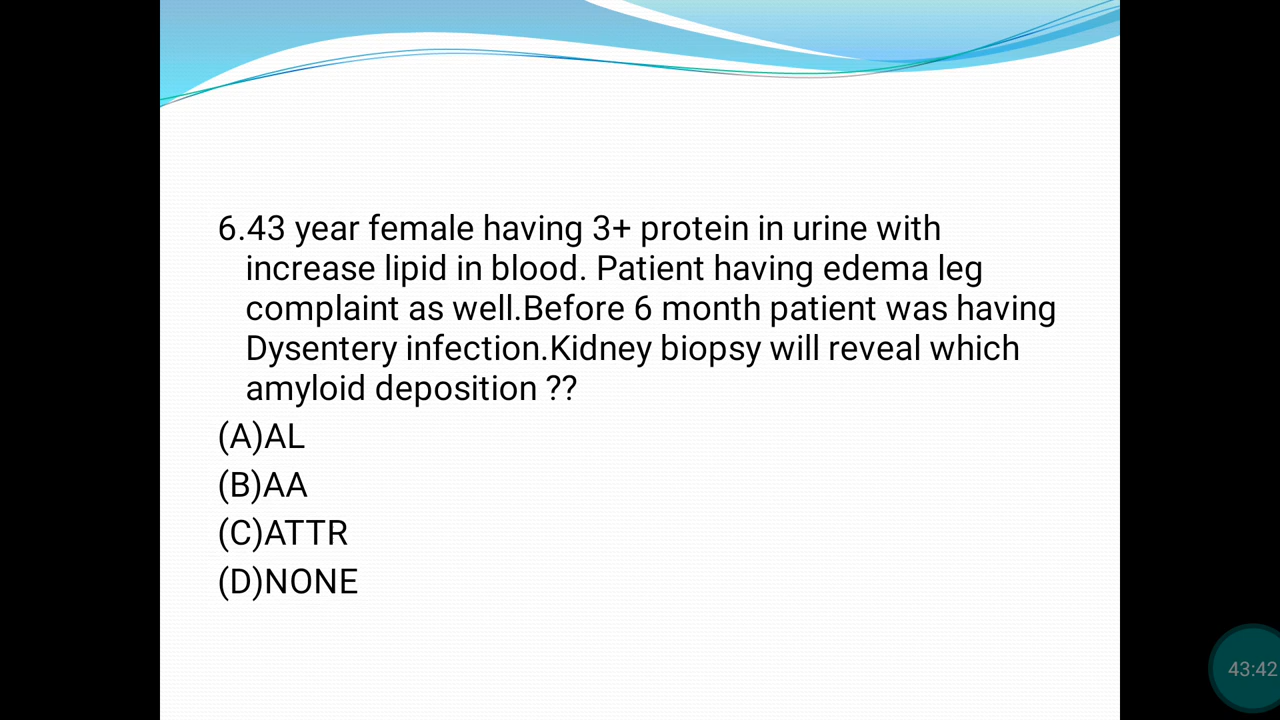 6.43 year female having 3+ protein in urine with
increase lipid in blood. Patient having edema leg
complaint as well.Before 6 month patient was having
Dysentery infection.Kidney biopsy will reveal which
amyloid deposition ??
(A)AL
(B)AA
(C)ATTR
(D)NONE
43:42